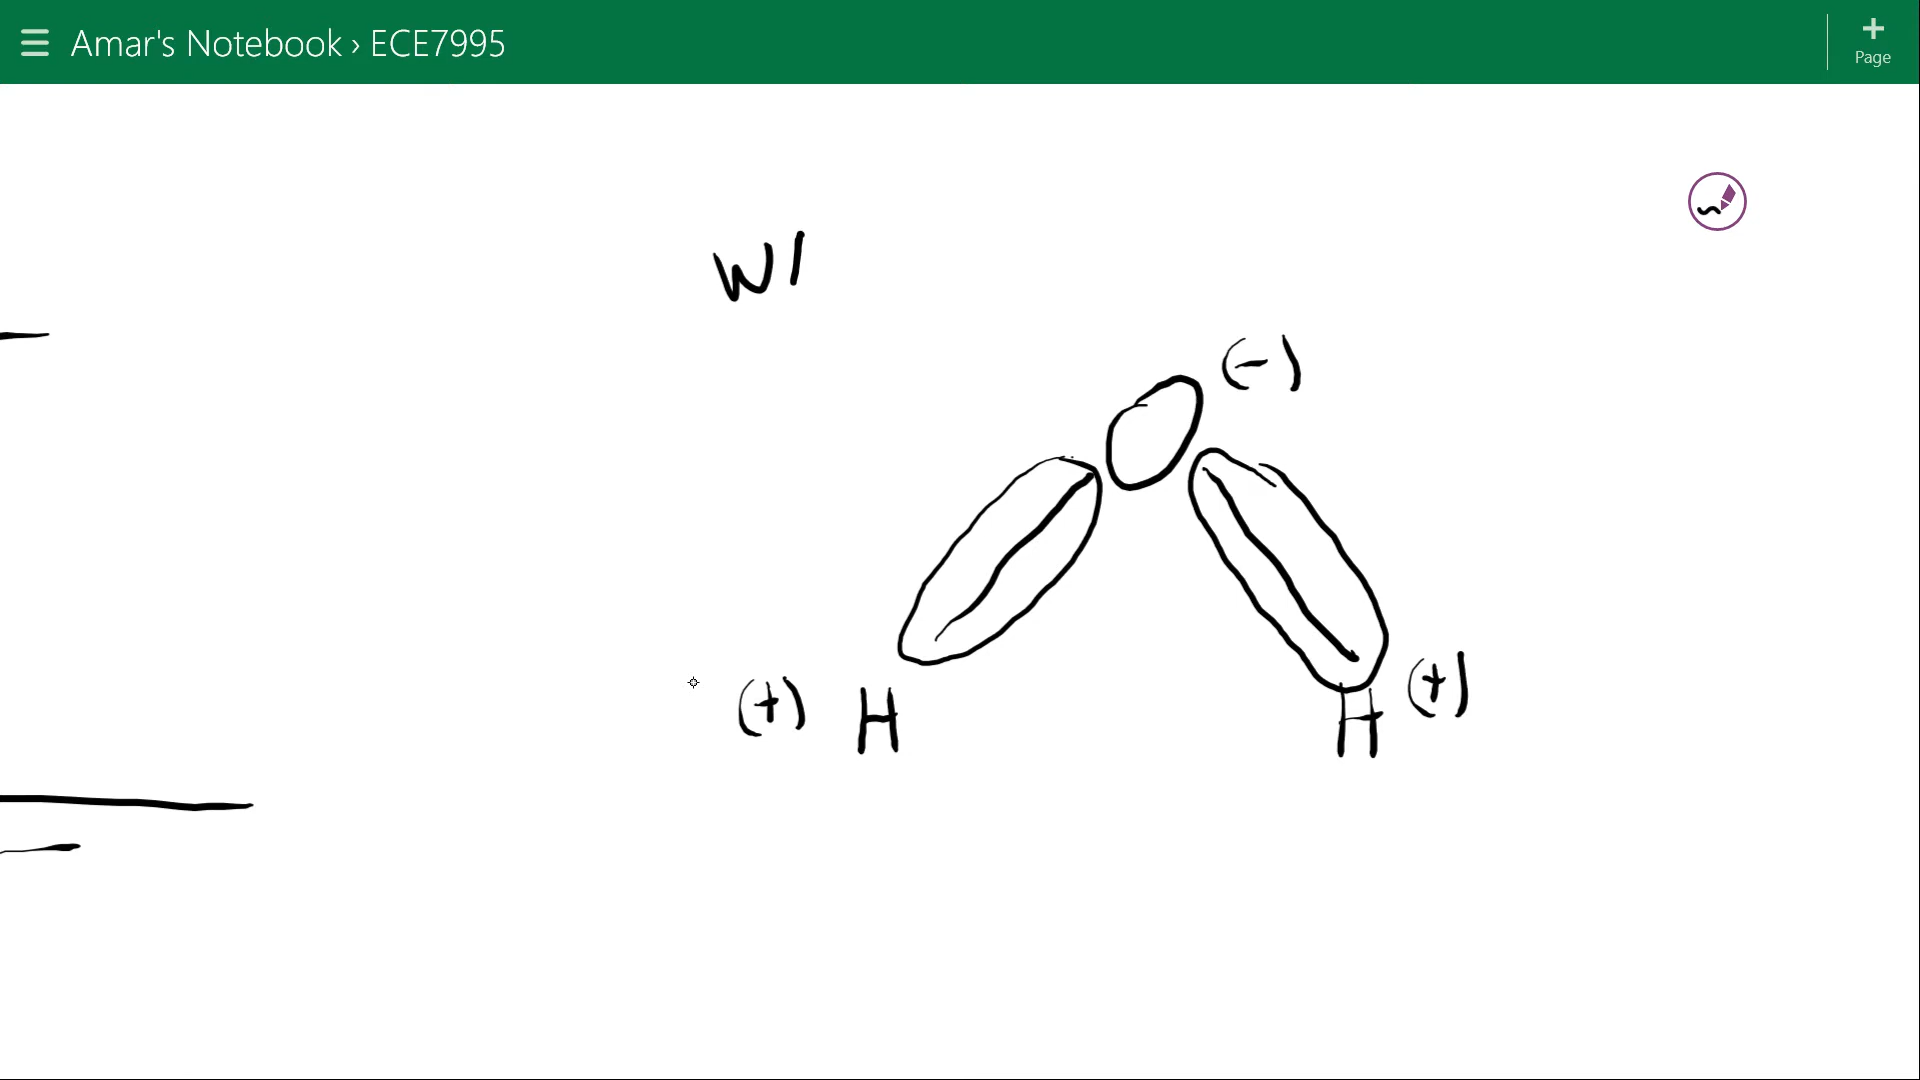 Amar's Notebook › ECE7995
+
Page
W/
(-)
(+) H
H (+)